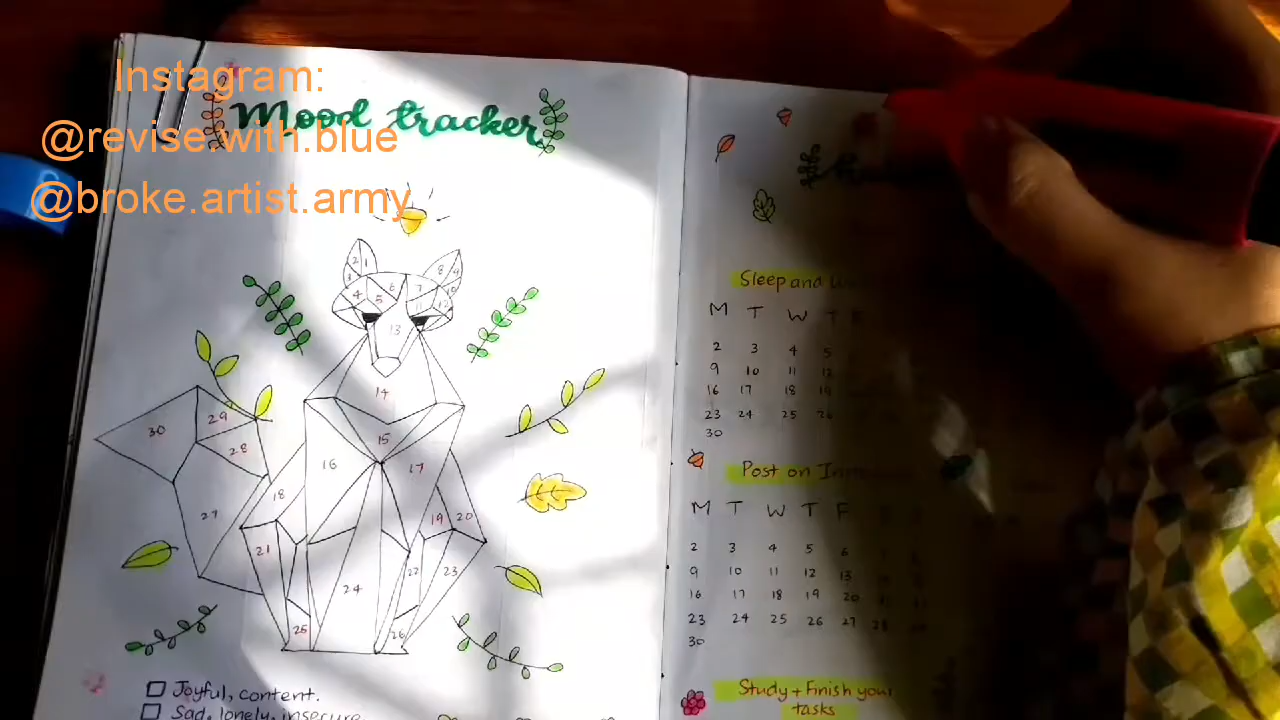 Instagram:
@revise.with.blue
@broke.artist.army
Mood tracker
2 1
3
8 9
4 5 6 7
10
11 12
13
14
15
16 17
18
19 20
21
22 23
24
25 26
27
28
29
30
Joyful, content.
Sad, lonely, insecure
Sleep and
M T W T
2 3 4 5
9 10 11 12
16 17 18 19
23 24 25 26
30
Post on
M T W T F
2 3 4 5 6
9 10 11 12 13
16 17 18 19 20
23 24 25 26 27 28
30
Study + Finish your
tasks